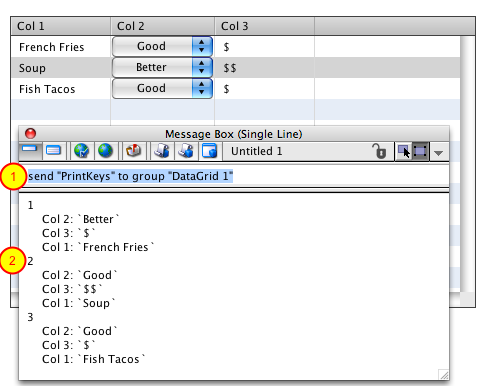 Col 1 Col 2 Col 3
French Fries Good $
Soup Better $$
Fish Tacos Good $
Message Box (Single Line)
Untitled 1
1 send "PrintKeys" to group "DataGrid 1"
1
Col 2: `Better`
Col 3: `$`
Col 1: `French Fries`
2 2
Col 2: `Good`
Col 3: `$$`
Col 1: `Soup`
3
Col 2: `Good`
Col 3: `$`
Col 1: `Fish Tacos`